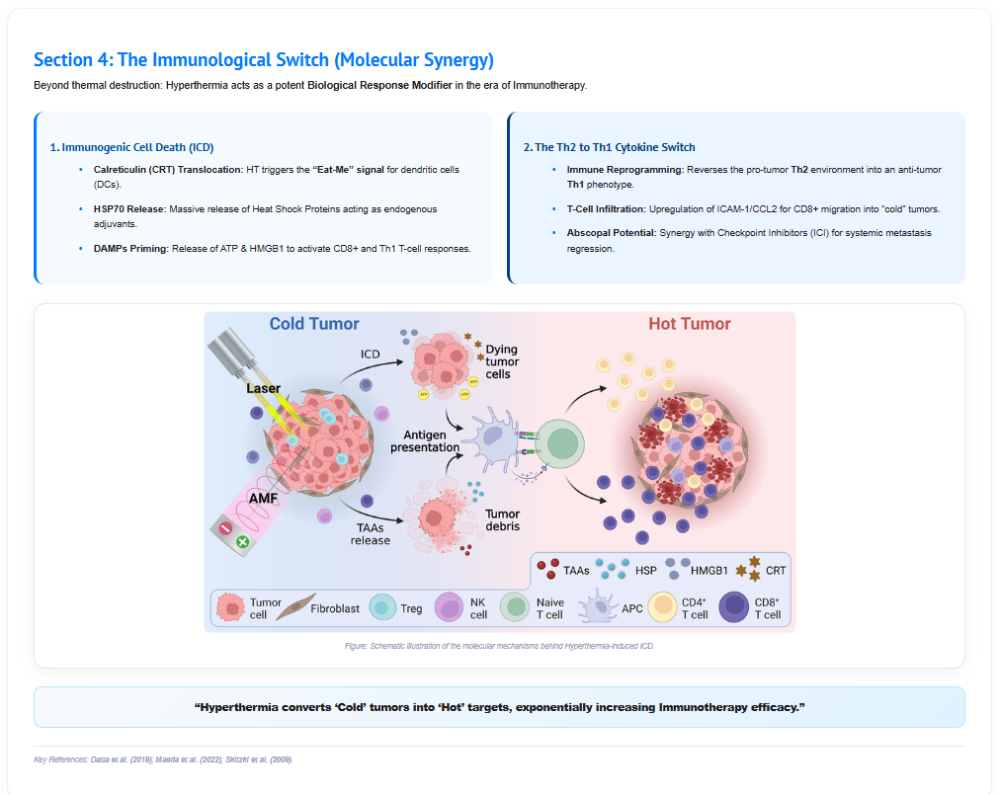 Section 4: The Immunological Switch (Molecular Synergy)
Beyond thermal destruction: Hyperthermia acts as a potent Biological Response Modifier in the era of Immunotherapy.
1. Immunogenic Cell Death (ICD)
• Calreticulin (CRT) Translocation: HT triggers the “Eat-Me” signal for dendritic cells
(DCs).
• HSP70 Release: Massive release of Heat Shock Proteins acting as endogenous
adjuvants.
• DAMPs Priming: Release of ATP & HMGB1 to activate CD8+ and Th1 T-cell responses.
2. The Th2 to Th1 Cytokine Switch
• Immune Reprogramming: Reverses the pro-tumor Th2 environment into an anti-tumor
Th1 phenotype.
• T-Cell Infiltration: Upregulation of ICAM-1/CCL2 for CD8+ migration into “cold” tumors.
• Abscopal Potential: Synergy with Checkpoint Inhibitors (ICI) for systemic metastasis
regression.
Cold Tumor
Hot Tumor
Laser
AMF
ICD
TAAs
release
ATP
ATP
ATP
Dying
tumor
cells
Antigen
presentation
Tumor
debris
TAAs
HSP
HMGB1
CRT
Tumor
cell
Fibroblast
Treg
NK
cell
Naive
T cell
APC
CD4⁺
T cell
CD8⁺
T cell
Figure: Schematic illustration of the molecular mechanisms behind Hyperthermia-induced ICD.
“Hyperthermia converts ‘Cold’ tumors into ‘Hot’ targets, exponentially increasing Immunotherapy efficacy.”
Key References: et al. (2019); Maeda et al. (2022); Skitzki et al. (2009).